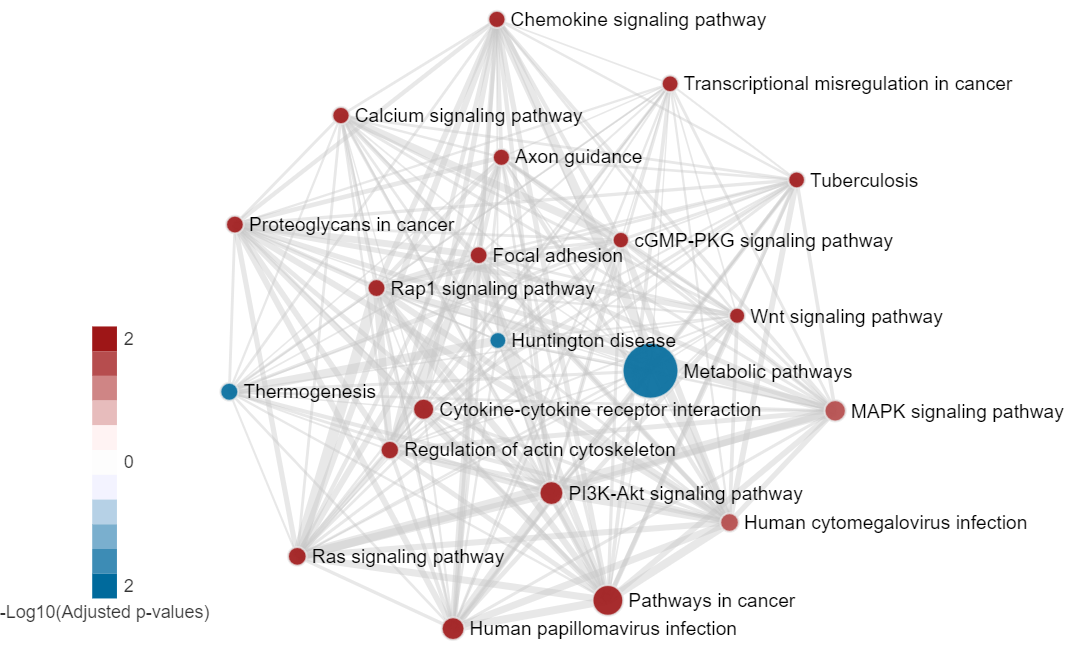 Chemokine signaling pathway
Transcriptional misregulation in cancer
Calcium signaling pathway
Axon guidance
Tuberculosis
Proteoglycans in cancer
cGMP-PKG signaling pathway
Focal adhesion
Rap1 signaling pathway
Wnt signaling pathway
2
Huntington disease
Metabolic pathways
Thermogenesis
Cytokine-cytokine receptor interaction
MAPK signaling pathway
Regulation of actin cytoskeleton
0
PI3K-Akt signaling pathway
Human cytomegalovirus infection
Ras signaling pathway
2
Pathways in cancer
-Log10(Adjusted p-values)
Human papillomavirus infection